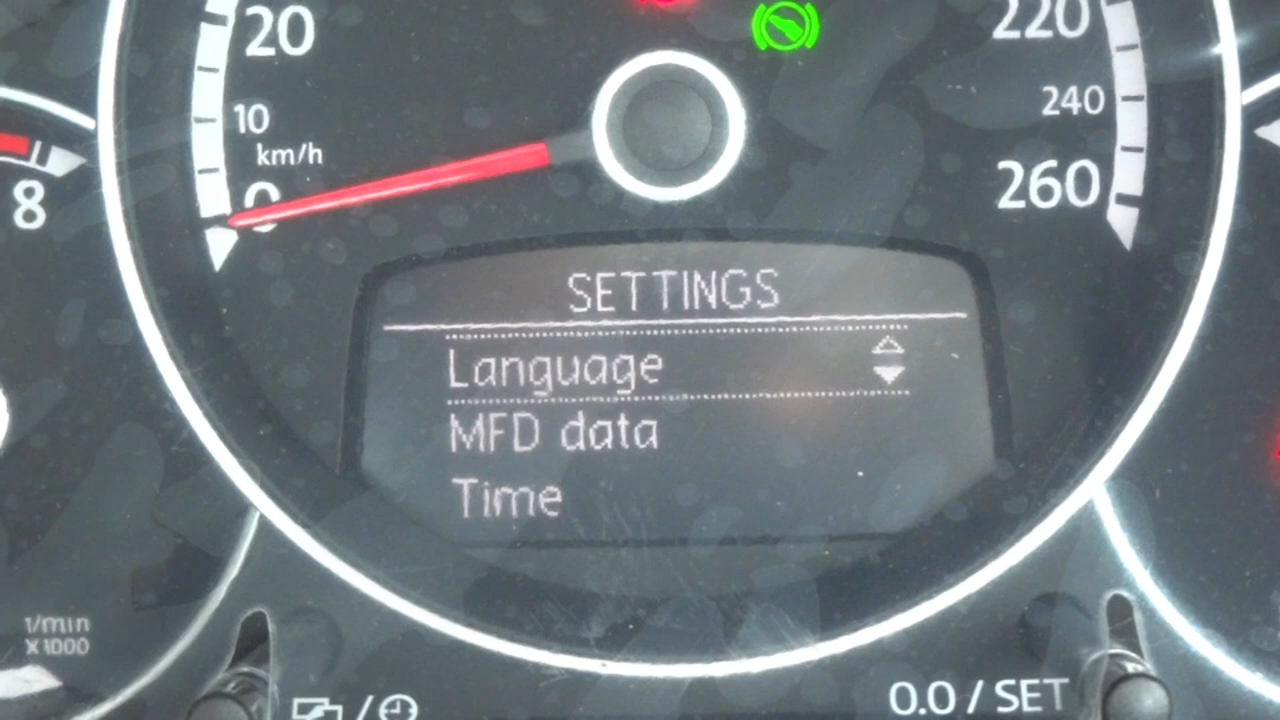 20
10
km/h
0
220
240
260
8
SETTINGS
Language
MFD data
Time
1/min
X1000
0.0 / SET